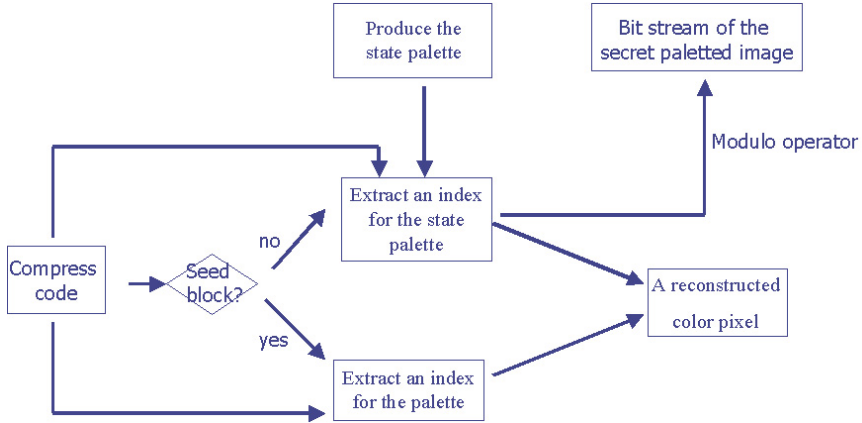 Produce the
state palette
Bit stream of the
secret paletted image
Modulo operator
Extract an index
for the state
palette
no
Compress
code
Seed
block?
A reconstructed
color pixel
yes
Extract an index
for the palette